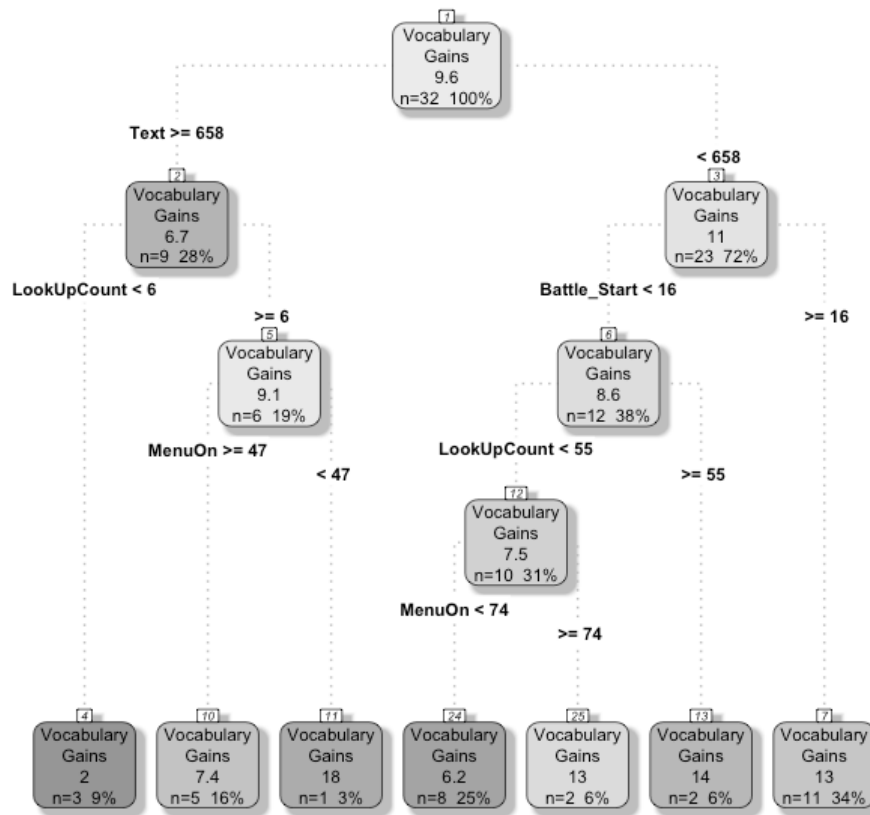 1
Vocabulary
Gains
9.6
n=32 100%
Text >= 658
< 658
2
Vocabulary
Gains
6.7
n=9 28%
3
Vocabulary
Gains
11
n=23 72%
LookUpCount < 6
>= 6
Battle_Start < 16
>= 16
5
Vocabulary
Gains
9.1
n=6 19%
6
Vocabulary
Gains
8.6
n=12 38%
MenuOn >= 47
< 47
LookUpCount < 55
>= 55
12
Vocabulary
Gains
7.5
n=10 31%
MenuOn < 74
>= 74
4
Vocabulary
Gains
2
n=3 9%
10
Vocabulary
Gains
7.4
n=5 16%
11
Vocabulary
Gains
18
n=1 3%
24
Vocabulary
Gains
6.2
n=8 25%
25
Vocabulary
Gains
13
n=2 6%
13
Vocabulary
Gains
14
n=2 6%
7
Vocabulary
Gains
13
n=11 34%